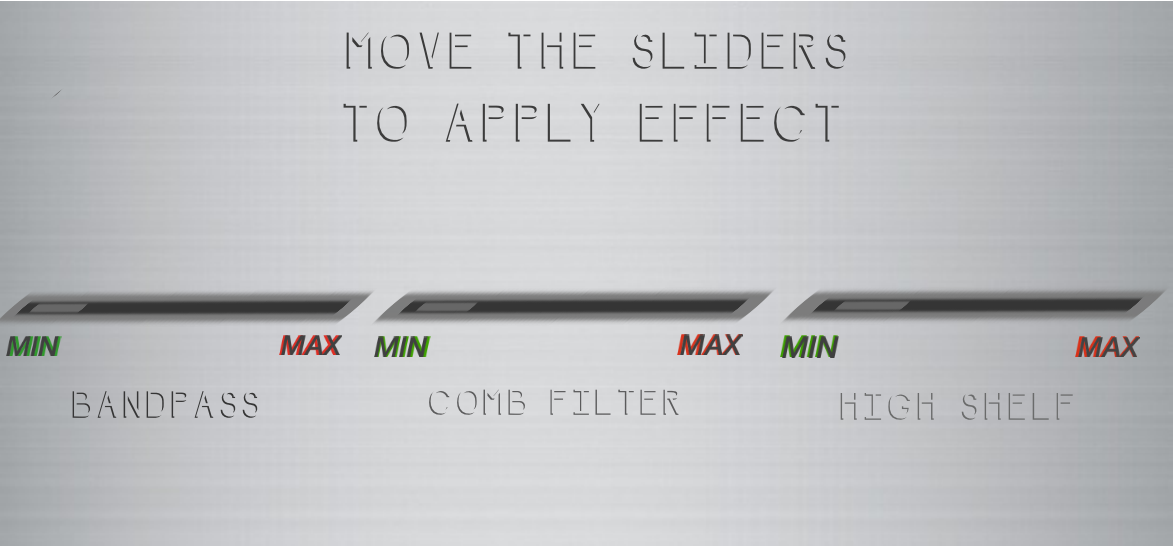 MOVE THE SLIDERS
TO APPLY EFFECT
MIN MAX MIN MAX MIN MAX
BANDPASS COMB FILTER HIGH SHELF